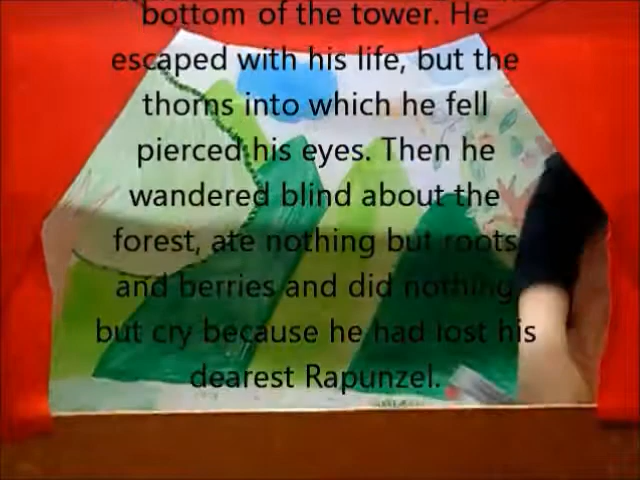 bottom of the tower. He
escaped with his life, but the
thorns into which he fell
pierced his eyes. Then he
wandered blind about the
forest, ate nothing but roots
and berries and did nothing
but cry because he had lost his
dearest Rapunzel.